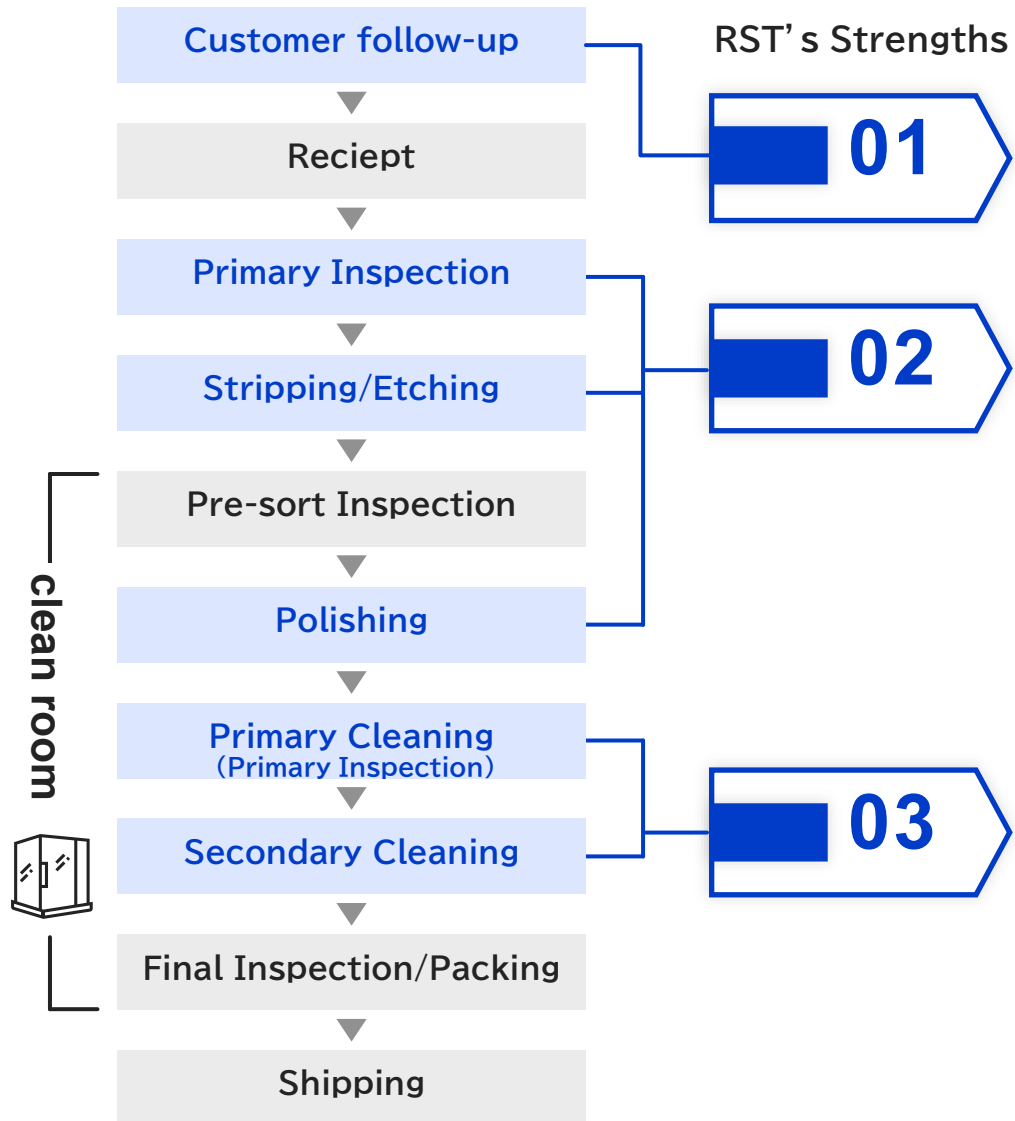 Customer follow-up
RST’s Strengths
01
Reciept
Primary Inspection
02
Stripping/Etching
Pre-sort Inspection
clean room
Polishing
Primary Cleaning
（Primary Inspection）
03
Secondary Cleaning
Final Inspection/Packing
Shipping